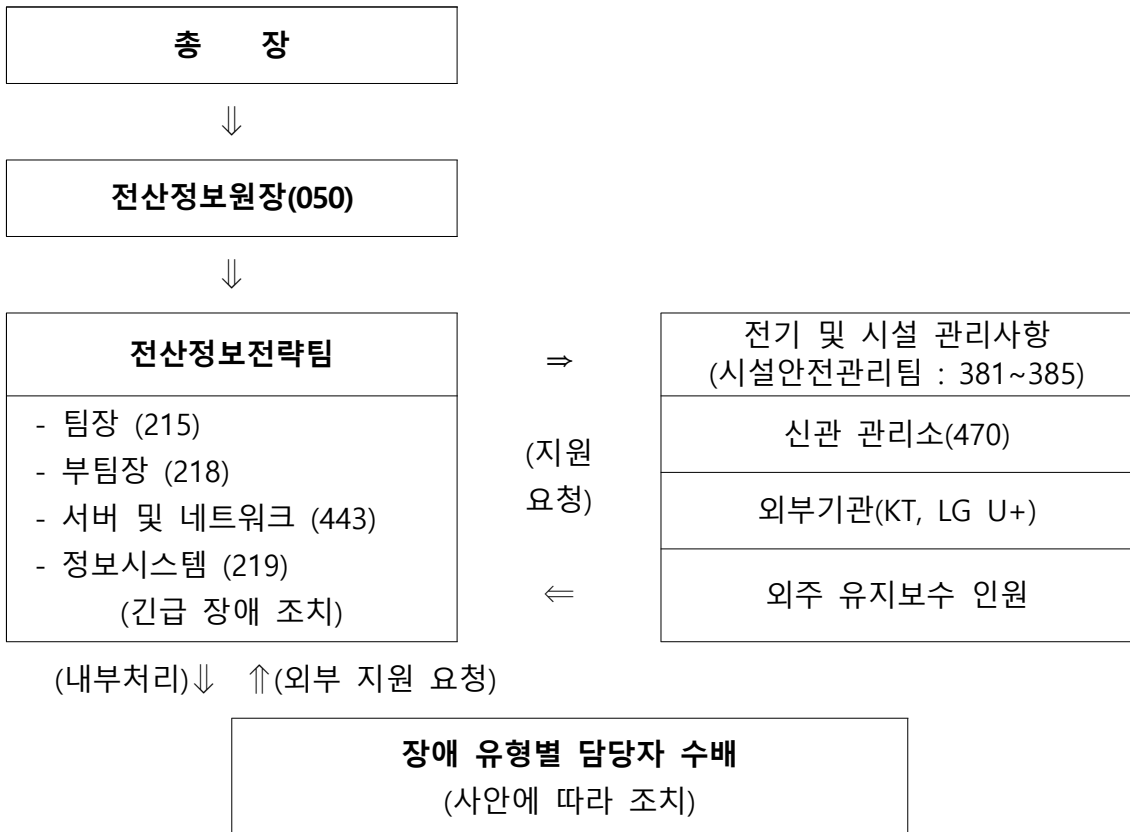 총 장
⇓
전산정보원장(050)
⇓
전산정보전략팀
- 팀장 (215)
- 부팀장 (218)
- 서버 및 네트워크 (443)
- 정보시스템 (219)
(긴급 장애 조치)
⇒
(지원
요청)
⇐
전기 및 시설 관리사항
(시설안전관리팀 : 381~385)
신관 관리소(470)
외부기관(KT, LG U+)
외주 유지보수 인원
(내부처리)⇓ ⇑(외부 지원 요청)
장애 유형별 담당자 수배
(사안에 따라 조치)